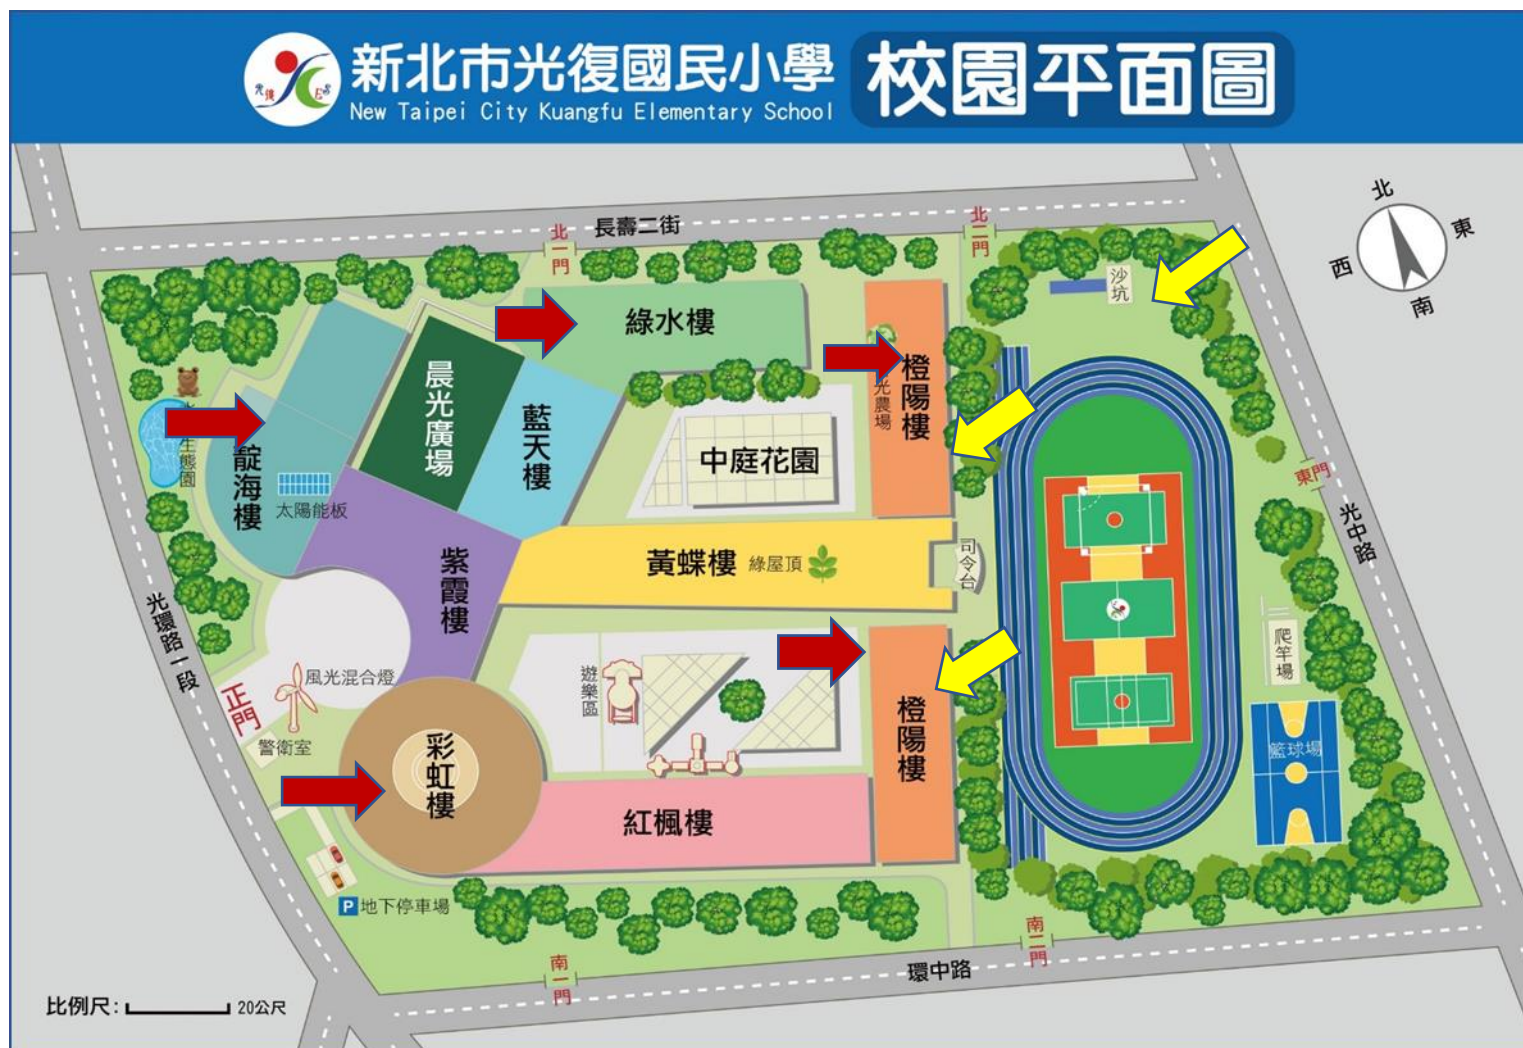 新北市光復國民小學
New Taipei City Kuangfu Elementary School
校園平面圖
光復
ES
北
東
西
南
長壽二街
北一門
北二門
沙坑
綠水樓
晨光廣場
藍天樓
橙陽樓
光農場
中庭花園
生態園
靛海樓
太陽能板
紫霞樓
黃蝶樓
綠屋頂
司令台
東門
光中路
光環路一段
風光混合燈
正門
警衛室
遊樂區
爬竿場
彩虹樓
紅楓樓
橙陽樓
籃球場
P 地下停車場
南一門
南二門
環中路
比例尺:
20公尺